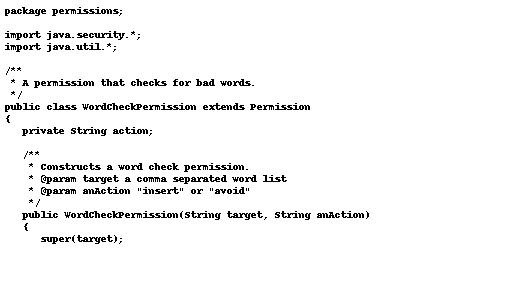 package permissions;
import java.security.*;
import java.util.*;
/**
 * A permission that checks for bad words.
 */
public class WordCheckPermission extends Permission
{
   private String action;
   /**
    * Constructs a word check permission.
    * @param target a comma separated word list
    * @param anAction "insert" or "avoid"
    */
   public WordCheckPermission(String target, String anAction)
   {
      super(target);